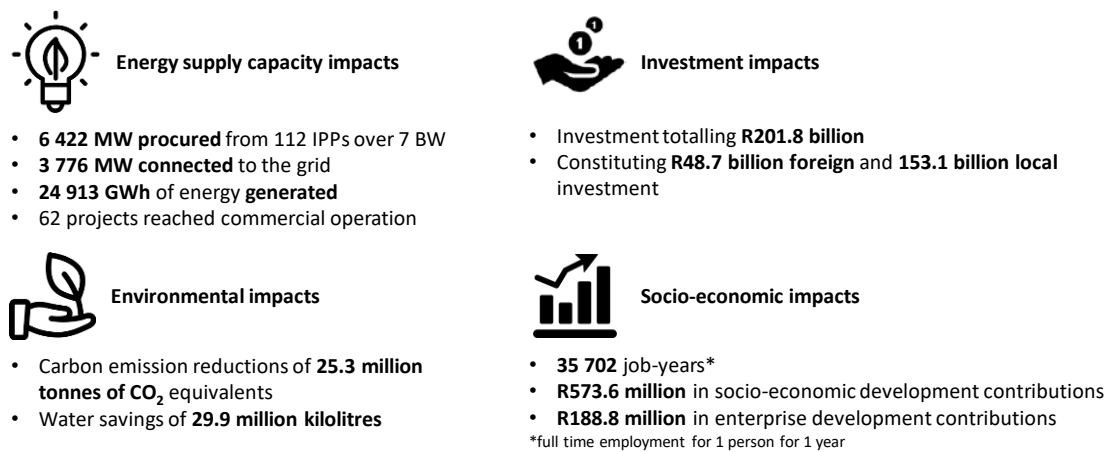 Energy supply capacity impacts
• 6 422 MW procured from 112 IPPs over 7 BW
• 3 776 MW connected to the grid
• 24 913 GWh of energy generated
• 62 projects reached commercial operation
1
1
Investment impacts
• Investment totalling R201.8 billion
• Constituting R48.7 billion foreign and 153.1 billion local
investment
Environmental impacts
• Carbon emission reductions of 25.3 million
tonnes of CO2 equivalents
• Water savings of 29.9 million kilolitres
Socio-economic impacts
• 35 702 job-years*
• R573.6 million in socio-economic development contributions
• R188.8 million in enterprise development contributions
*full time employment for 1 person for 1 year